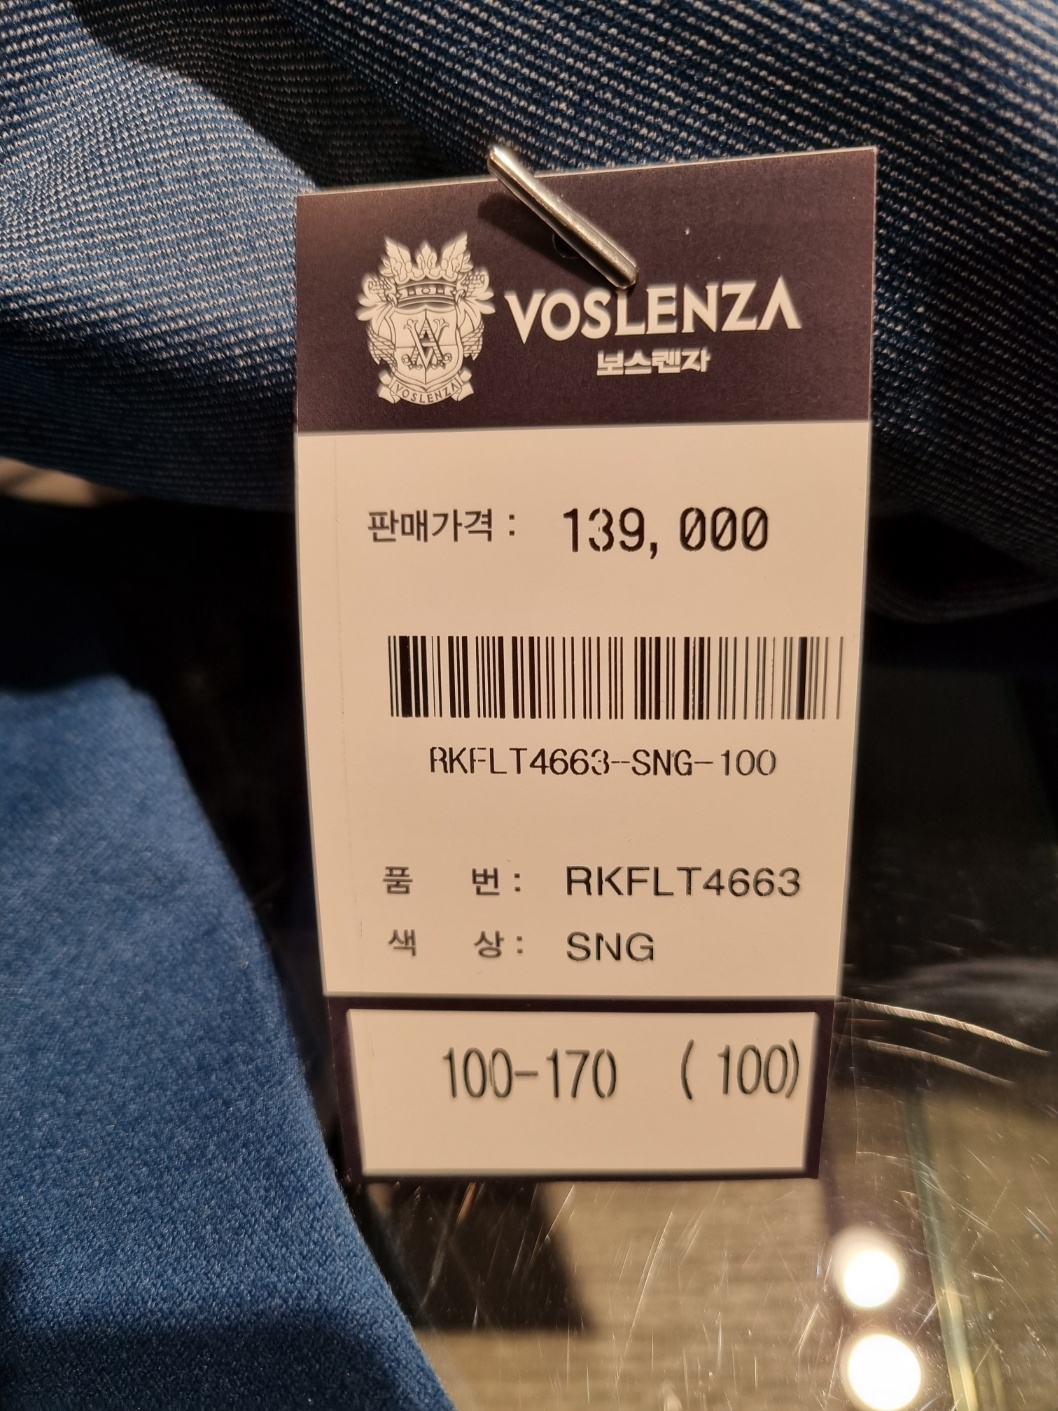 VOSLENZA
보스렌자
VOSLENZA
판매가격 : 139,000
RKFLT4663-SNG-100
품 번 : RKFLT4663
색 상 : SNG
100-170 ( 100)